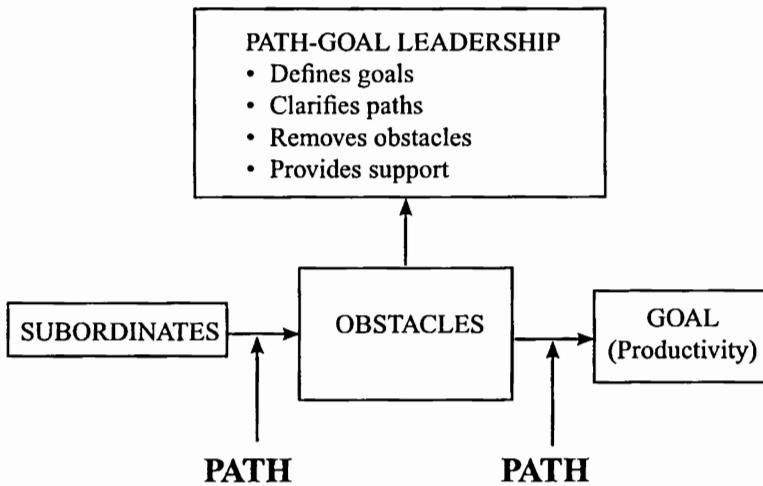 PATH-GOAL LEADERSHIP
• Defines goals
• Clarifies paths
• Removes obstacles
• Provides support
SUBORDINATES
OBSTACLES
GOAL
(Productivity)
PATH
PATH